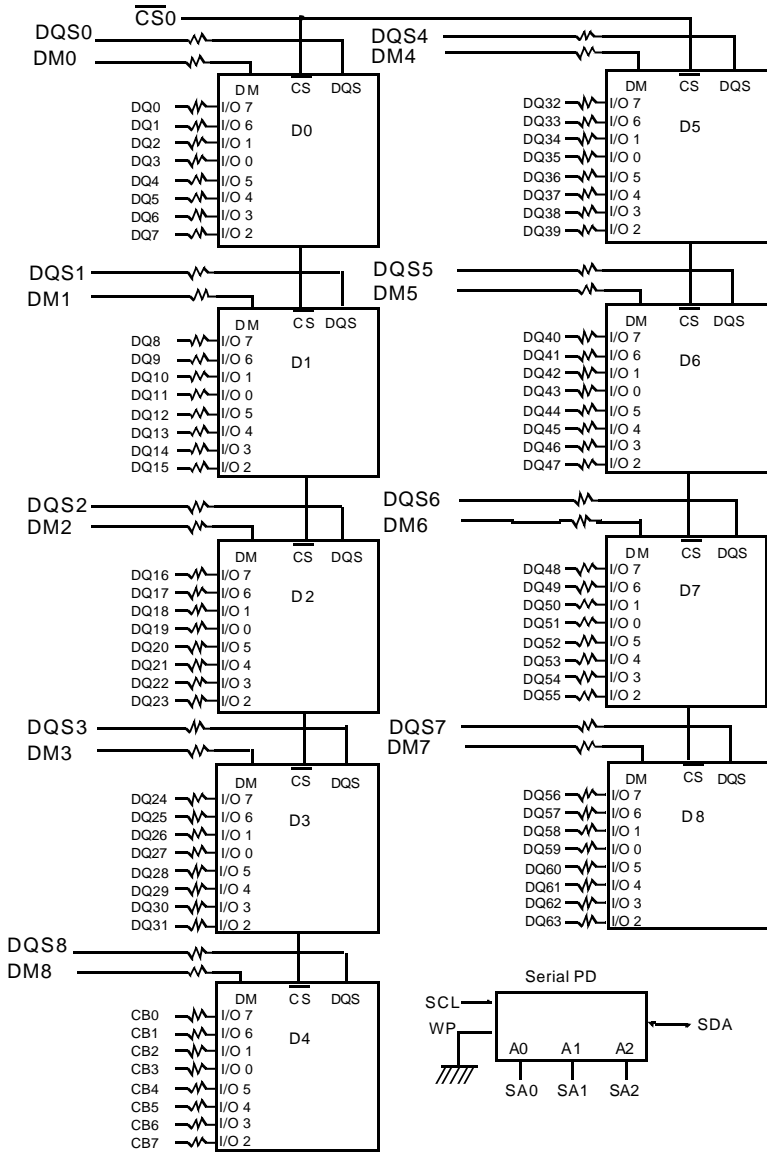 CS0
DQS0
DM0
DM CS DQS
D0
DQ0 I/O 7
DQ1 I/O 6
DQ2 I/O 1
DQ3 I/O 0
DQ4 I/O 5
DQ5 I/O 4
DQ6 I/O 3
DQ7 I/O 2
DQS1
DM1
DM CS DQS
D1
DQ8 I/O 7
DQ9 I/O 6
DQ10 I/O 1
DQ11 I/O 0
DQ12 I/O 5
DQ13 I/O 4
DQ14 I/O 3
DQ15 I/O 2
DQS2
DM2
DM CS DQS
D2
DQ16 I/O 7
DQ17 I/O 6
DQ18 I/O 1
DQ19 I/O 0
DQ20 I/O 5
DQ21 I/O 4
DQ22 I/O 3
DQ23 I/O 2
DQS3
DM3
DM CS DQS
D3
DQ24 I/O 7
DQ25 I/O 6
DQ26 I/O 1
DQ27 I/O 0
DQ28 I/O 5
DQ29 I/O 4
DQ30 I/O 3
DQ31 I/O 2
DQS8
DM8
DM CS DQS
D4
CB0 I/O 7
CB1 I/O 6
CB2 I/O 1
CB3 I/O 0
CB4 I/O 5
CB5 I/O 4
CB6 I/O 3
CB7 I/O 2
DQS4
DM4
DM CS DQS
D5
DQ32 I/O 7
DQ33 I/O 6
DQ34 I/O 1
DQ35 I/O 0
DQ36 I/O 5
DQ37 I/O 4
DQ38 I/O 3
DQ39 I/O 2
DQS5
DM5
DM CS DQS
D6
DQ40 I/O 7
DQ41 I/O 6
DQ42 I/O 1
DQ43 I/O 0
DQ44 I/O 5
DQ45 I/O 4
DQ46 I/O 3
DQ47 I/O 2
DQS6
DM6
DM CS DQS
D7
DQ48 I/O 7
DQ49 I/O 6
DQ50 I/O 1
DQ51 I/O 0
DQ52 I/O 5
DQ53 I/O 4
DQ54 I/O 3
DQ55 I/O 2
DQS7
DM7
DM CS DQS
D8
DQ56 I/O 7
DQ57 I/O 6
DQ58 I/O 1
DQ59 I/O 0
DQ60 I/O 5
DQ61 I/O 4
DQ62 I/O 3
DQ63 I/O 2
Serial PD
SCL
WP
SDA
A0 A1 A2
SA0 SA1 SA2